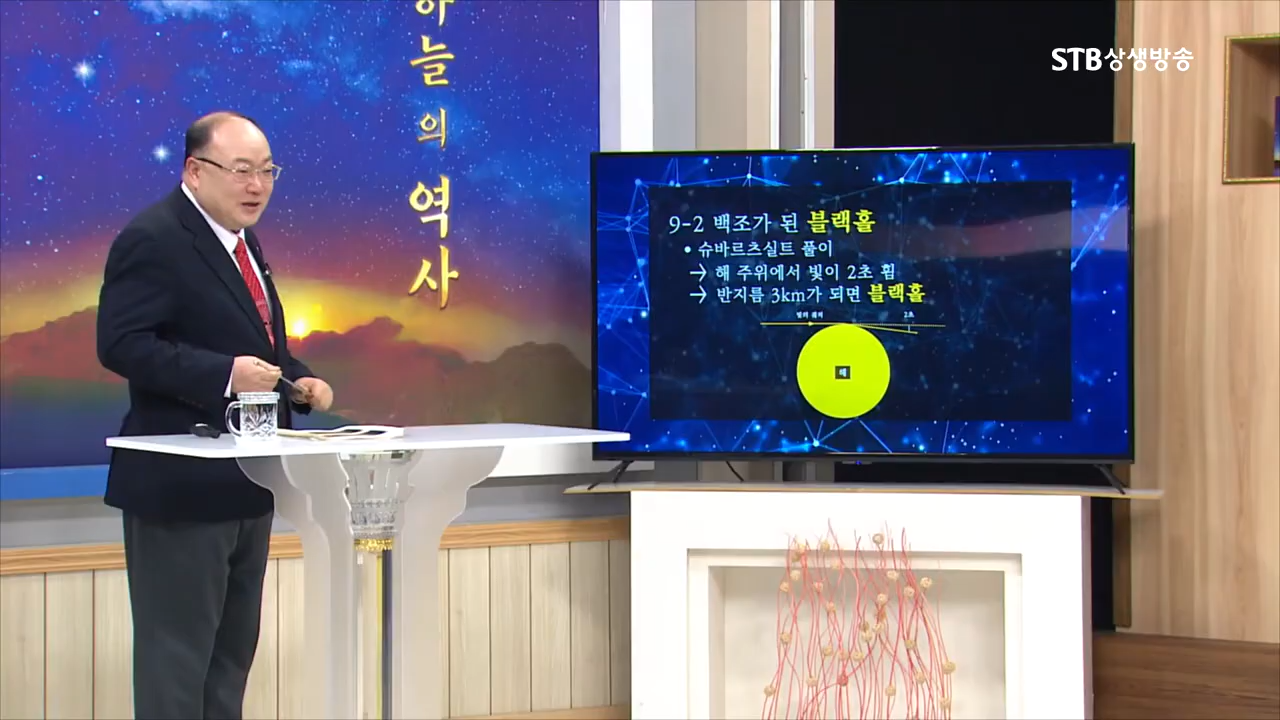 하늘의 역사
STB상생방송
9-2 백조가 된 블랙홀
• 슈바르츠실트 풀이
→ 해 주위에서 빛이 2초 휨
→ 반지름 3km가 되면 블랙홀
2초
해